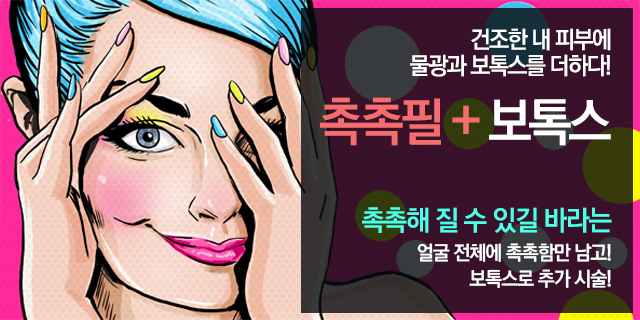 건조한 내 피부에
물광과 보톡스를 더하다!
촉촉필 + 보톡스
촉촉해 질 수 있길 바라는
얼굴 전체에 촉촉함만 남고!
보톡스로 추가 시술!